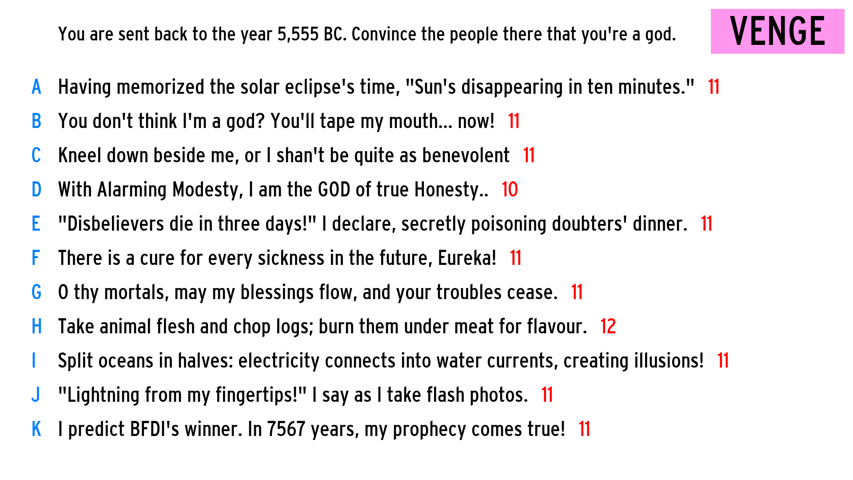 You are sent back to the year 5,555 BC. Convince the people there that you're a god.
VENGE
A Having memorized the solar eclipse's time, "Sun's disappearing in ten minutes." 11
B You don't think I'm a god? You'll tape my mouth... now! 11
C Kneel down beside me, or I shan't be quite as benevolent 11
D With Alarming Modesty, I am the GOD of true Honesty.. 10
E "Disbelievers die in three days!" I declare, secretly poisoning doubters' dinner. 11
F There is a cure for every sickness in the future, Eureka! 11
G O thy mortals, may my blessings flow, and your troubles cease. 11
H Take animal flesh and chop logs; burn them under meat for flavour. 12
I Split oceans in halves: electricity connects into water currents, creating illusions! 11
J "Lightning from my fingertips!" I say as I take flash photos. 11
K I predict BFDI's winner. In 7567 years, my prophecy comes true! 11